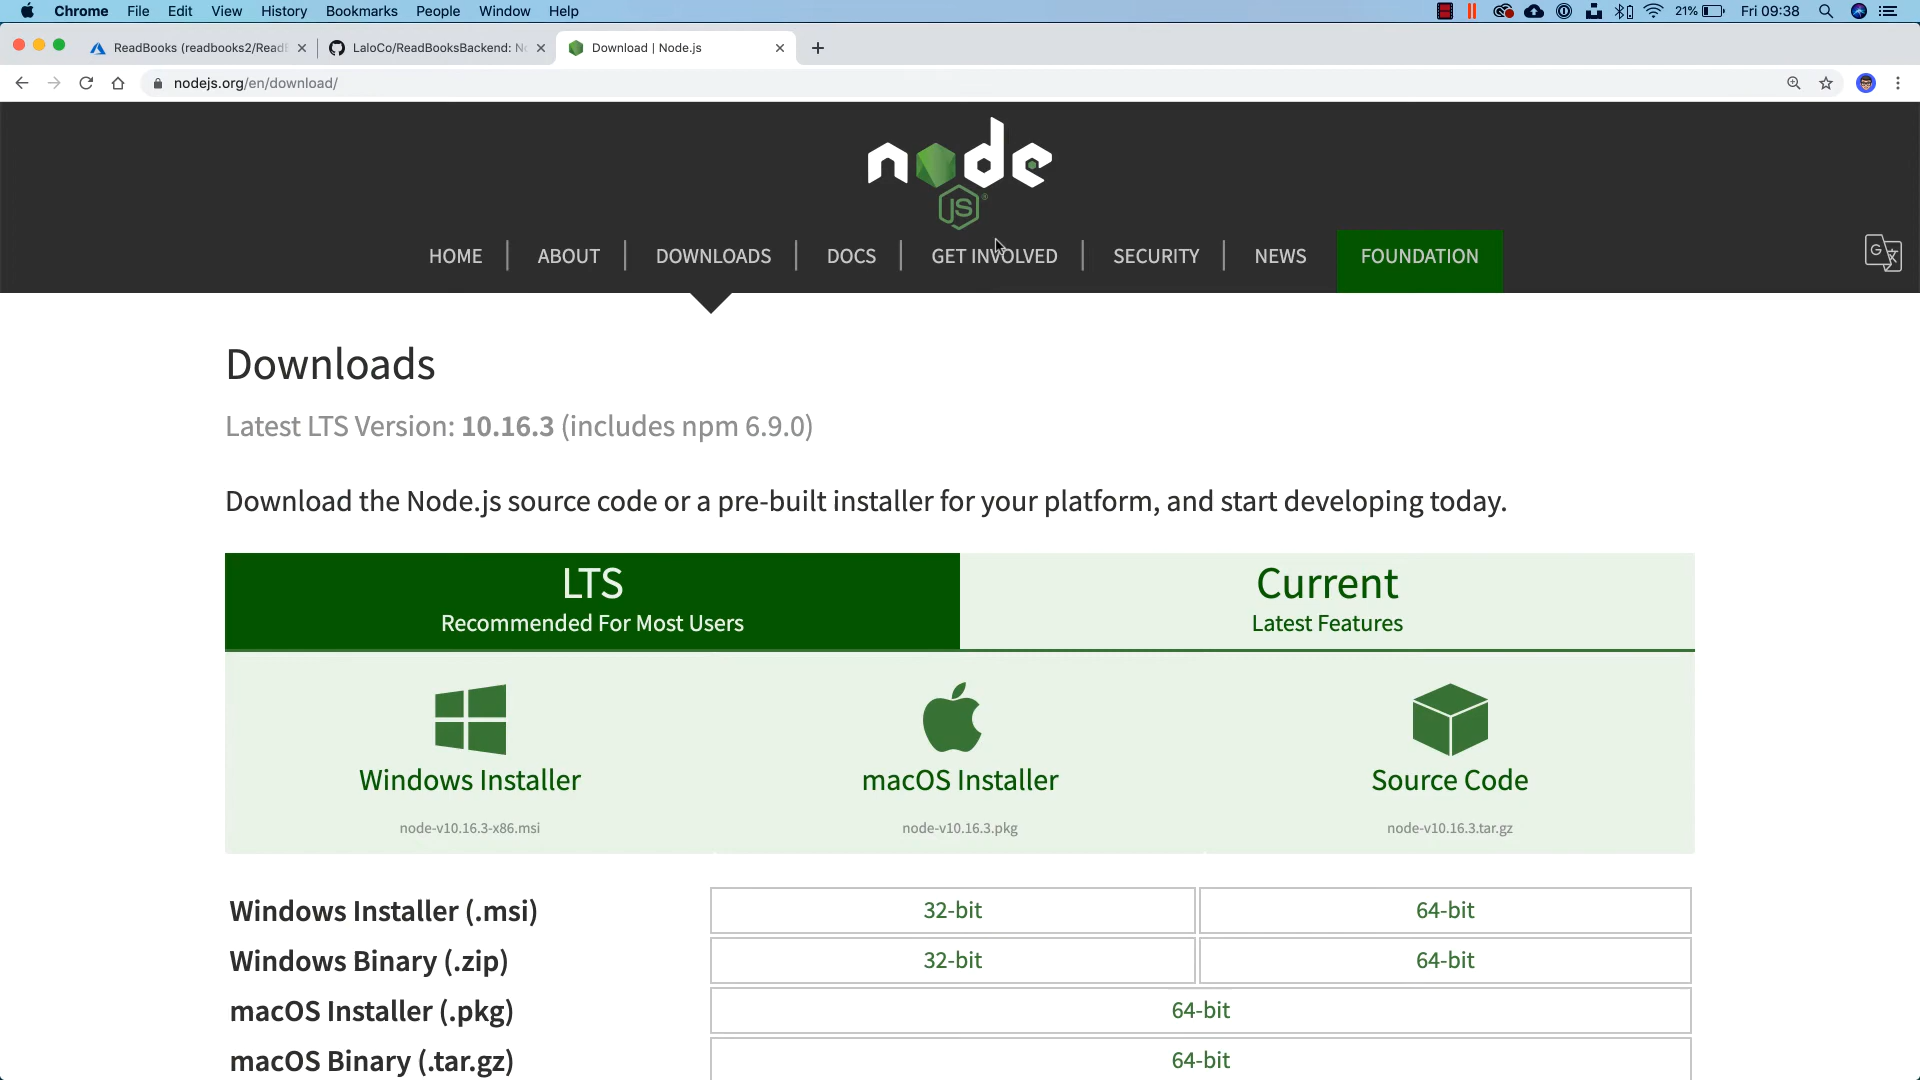 Chrome File Edit View History Bookmarks People Window Help 21% Fri 09:38
ReadBooks (readbooks2/Read LaloCo/ReadBooksBackend: Download | Node.js
nodejs.org/en/download/
node
JS
HOME ABOUT DOWNLOADS DOCS GET INVOLVED SECURITY NEWS FOUNDATION
Downloads
Latest LTS Version: 10.16.3 (includes npm 6.9.0)
Download the Node.js source code or a pre-built installer for your platform, and start developing today.
LTS
Recommended For Most Users
Current
Latest Features
Windows Installer
node-v10.16.3-x86.msi
macOS Installer
node-v10.16.3.pkg
Source Code
node-v10.16.3.tar.gz
Windows Installer (.msi) 32-bit 64-bit
Windows Binary (.zip) 32-bit 64-bit
macOS Installer (.pkg) 64-bit
macOS Binary (.tar.gz) 64-bit